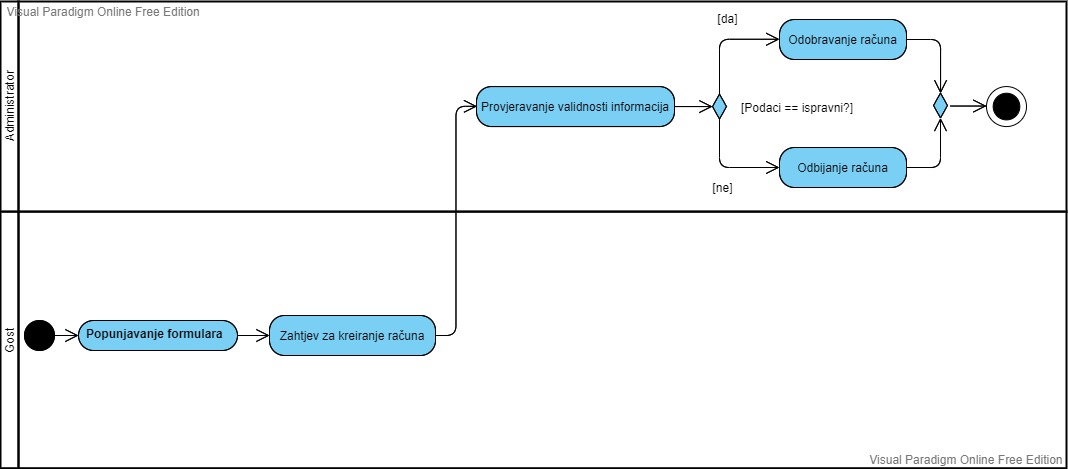 Visual Paradigm Online Free Edition
Administrator
[da]
Odobravanje računa
Provjeravanje validnosti informacija
[Podaci == ispravni?]
Odbijanje računa
[ne]
Gost
Popunjavanje formulara
Zahtjev za kreiranje računa
Visual Paradigm Online Free Edition